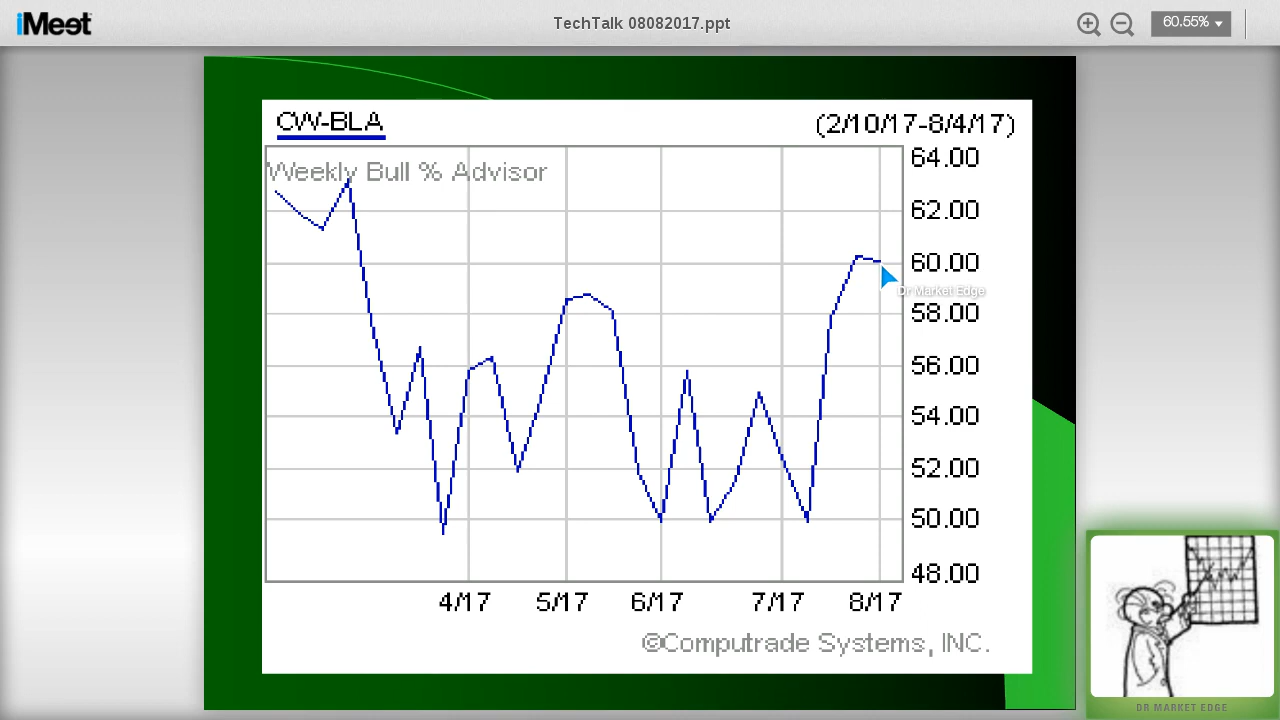 iMeet
TechTalk 08082017.ppt
60.55%
CW-BLA
(2/10/17-8/4/17)
Weekly Bull % Advisor
64.00
62.00
60.00
Dr Market Edge
58.00
56.00
54.00
52.00
50.00
48.00
4/17 5/17 6/17 7/17 8/17
©Computrade Systems, INC.
DR MARKET EDGE